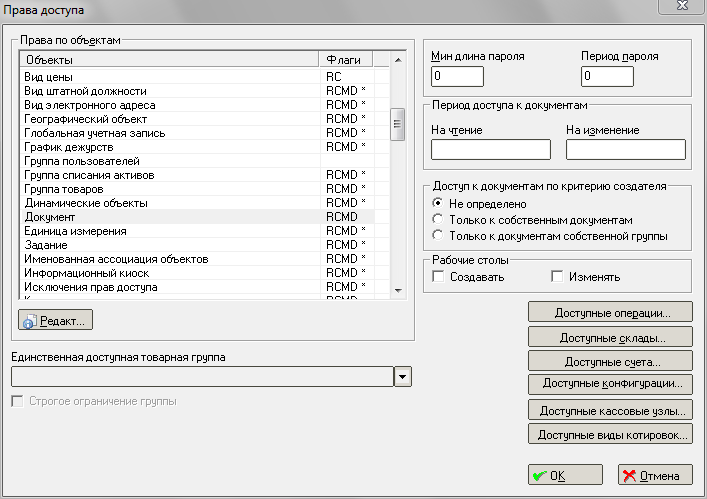 Права доступа
Права по объектам
Объекты Флаги
Вид цены RC
Вид штатной должности RCMD *
Вид электронного адреса RCMD *
Географический объект RCMD *
Глобальная учетная запись RCMD *
График дежурств RCMD *
Группа пользователей
Группа списания активов RCMD *
Группа товаров RCMD *
Динамические объекты RCMD *
Документ RCMD
Единица измерения RCMD *
Задание RCMD *
Именованная ассоциация объектов RCMD *
Информационный киоск RCMD *
Исключения прав доступа RCMD *
Редакт...
Единственная доступная товарная группа
Строгое ограничение группы
Мин длина пароля Период пароля
0 0
Период доступа к документам
На чтение На изменение
Доступ к документам по критерию создателя
Не определено
Только к собственным документам
Только к документам собственной группы
Рабочие столы
Создавать Изменять
Доступные операции...
Доступные склады...
Доступные счета...
Доступные конфигурации...
Доступные кассовые узлы...
Доступные виды котировок...
OK Отмена